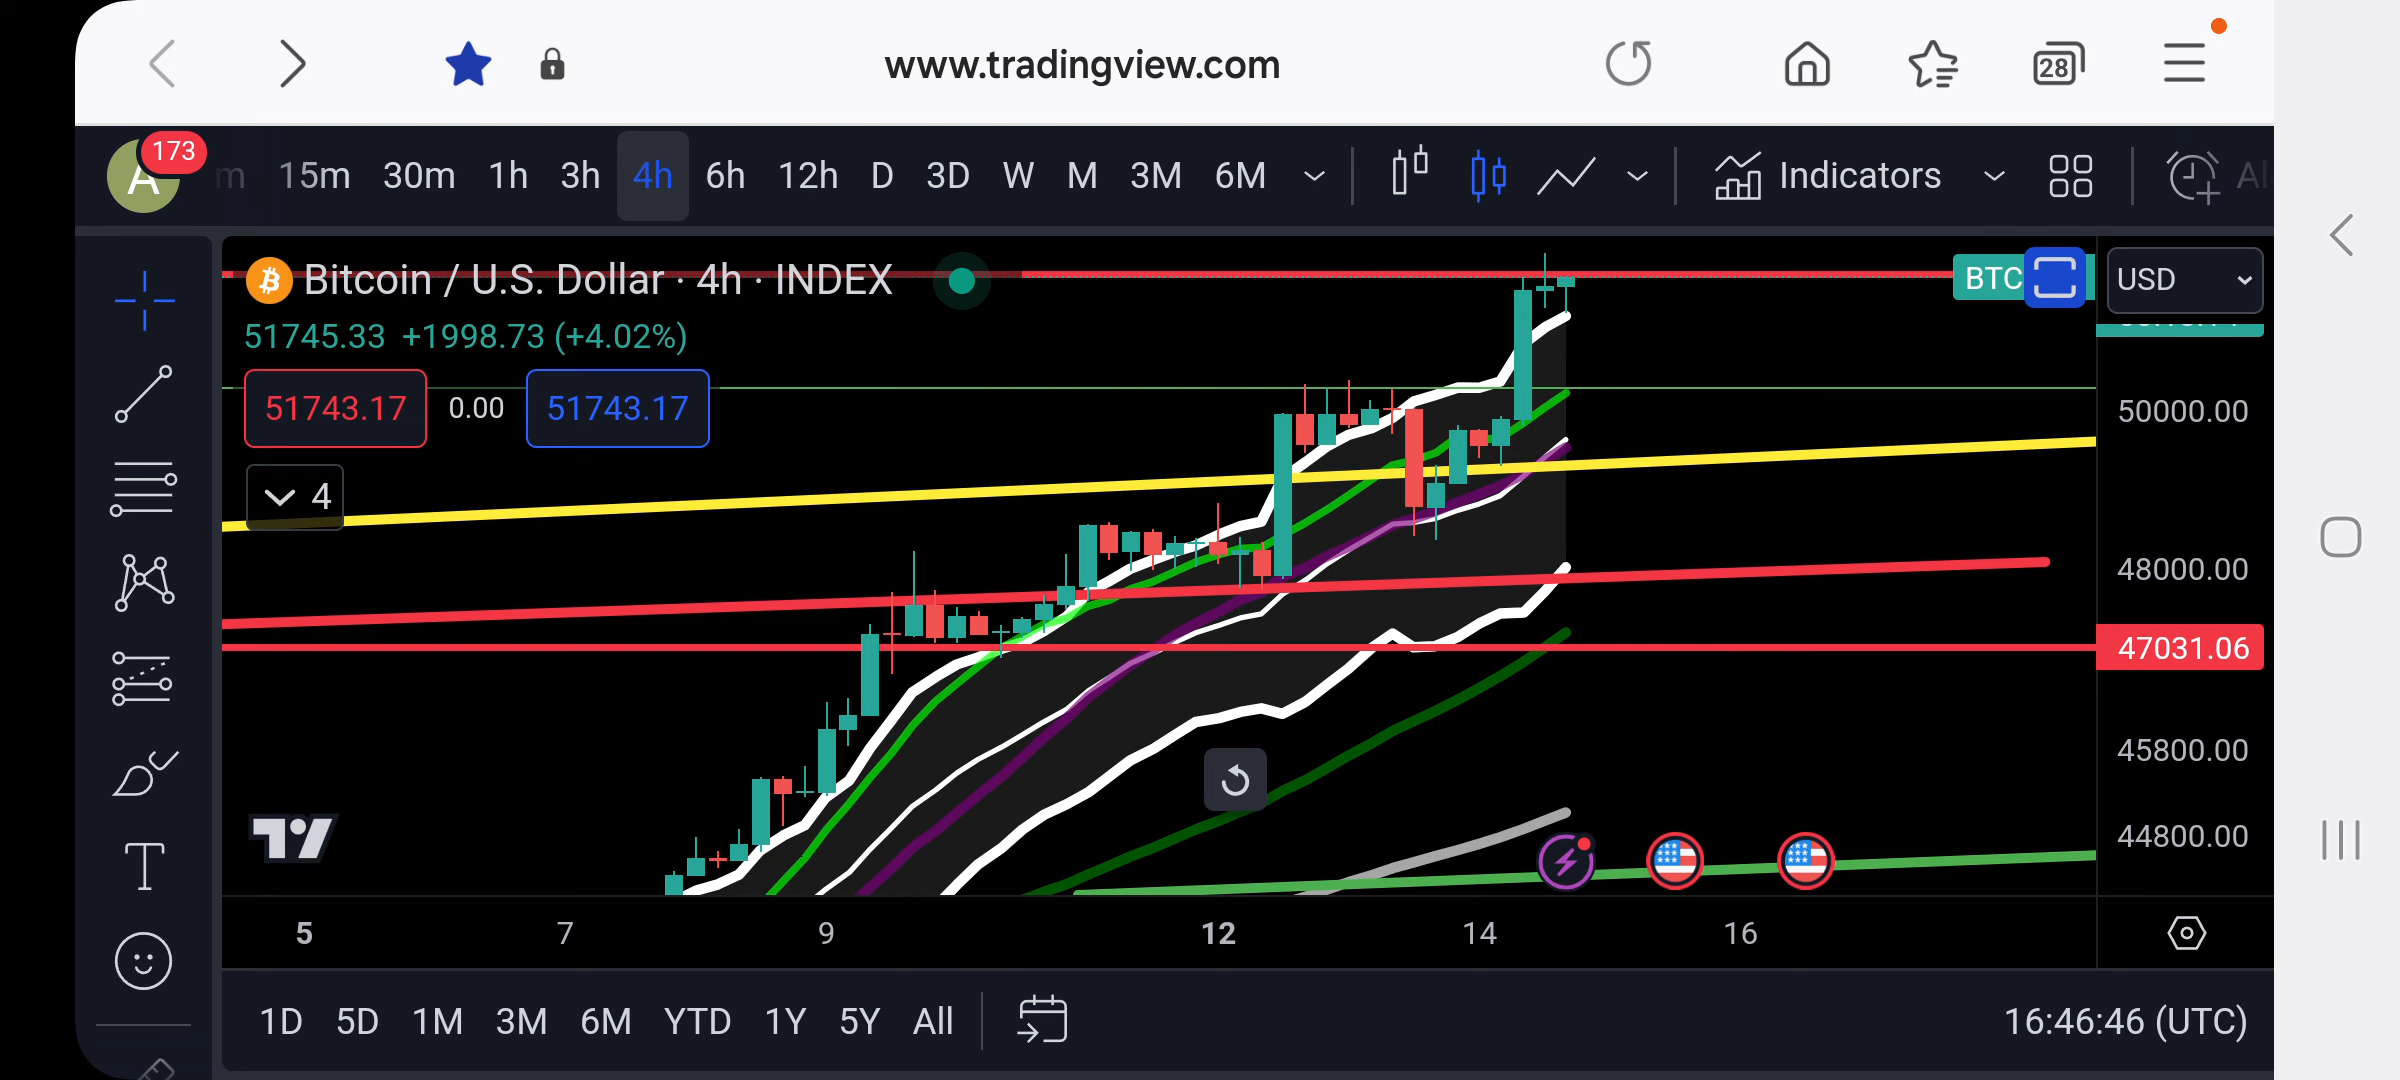 www.tradingview.com
28
A 173
15m 30m 1h 3h 4h 6h 12h D 3D W M 3M 6M Indicators
Bitcoin / U.S. Dollar · 4h · INDEX
BTC
USD
51745.33 +1998.73 (+4.02%)
51743.17 0.00 51743.17
50000.00
4
48000.00
47031.06
45800.00
44800.00
5 7 9 12 14 16
1D 5D 1M 3M 6M YTD 1Y 5Y All
16:46:46 (UTC)